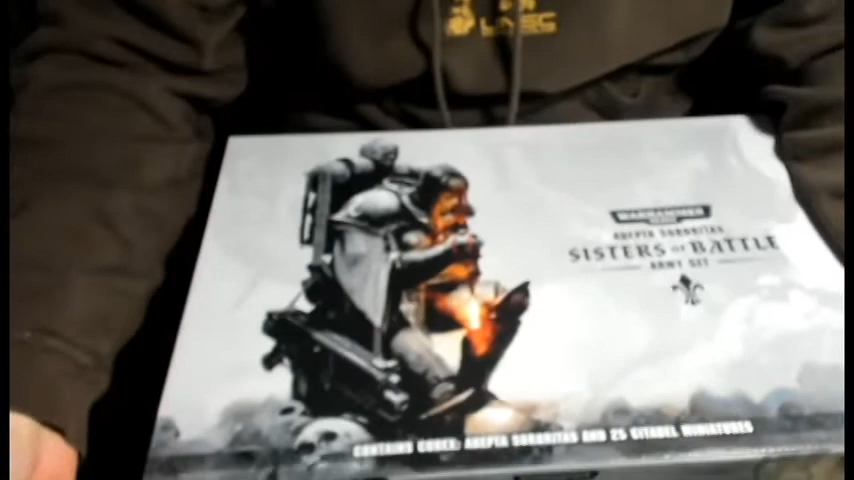 WARHAMMER
ADEPTA SORORITAS
SISTERS OF BATTLE
ARMY SET
CONTAINS CODEX: ADEPTA SORORITAS AND 25 CITADEL MINIATURES